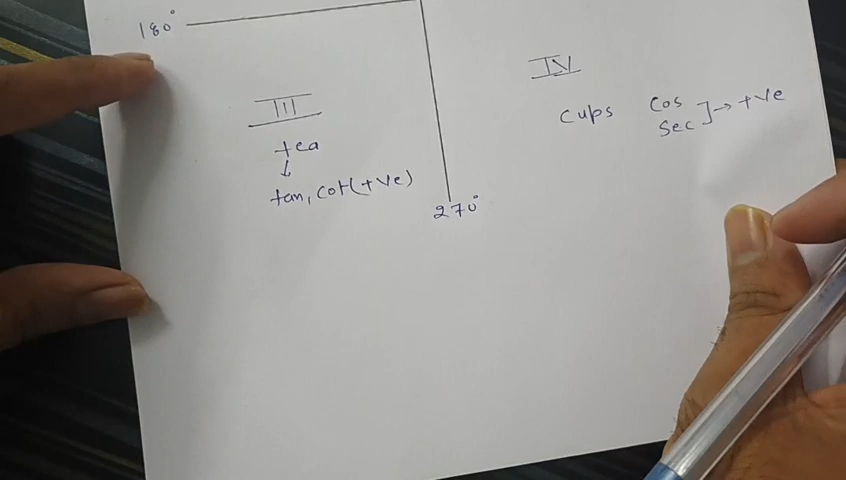 180°
III
tea
↓
tan, cot(+ve)
270°
IV
cups cos
sec ]→+ve